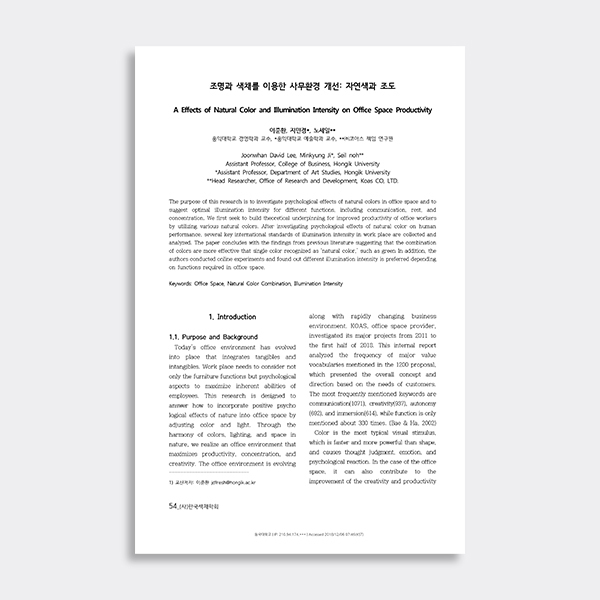 조명과 색채를 이용한 사무환경 개선: 자연색과 조도
A Effects of Natural Color and Illumination Intensity on Office Space Productivity
이준환, 지민경*, 노세일**
홍익대학교 경영학과 교수, *홍익대학교 예술학과 교수, **㈜코아스 책임 연구원
Joonwhan David Lee, Minkyung Ji*, Seil noh**
Assistant Professor, College of Business, Hongik University
*Assistant Professor, Department of Art Studies, Hongik University
**Head Researcher, Office of Research and Development, Koas CO, LTD.
The purpose of this research is to investigate psychological effects of natural colors in office space and to
suggest optimal illumination intensity for different functions, including communication, rest, and
concentration. We first seek to build theoretical underpinning for improved productivity of office workers
by utilizing various natural colors. After investigating psychological effects of natural color on human
performance, several key international standards of illumination intensity in work place are collected and
analysed. The paper concludes with the findings from previous literature suggesting that the combination
of colors are more effective that single color recognized as 'natural color,' such as green In addition, the
authors conducted online experiments and found out different illumination intensity is preferred depending
on functions required in office space.
Keywords: Office Space, Natural Color Combination, Illumination Intensity
1. Introduction
1.1. Purpose and Background
Today's office environment has evolved
into place that integrates tangibles and
intangibles. Work place needs to consider not
only the furniture functions but psychological
aspects to maximize inherent abilities of
employees. This research is designed to
answer how to incorporate positive psycho
logical effects of nature into office space by
adjusting color and light. Through the
harmony of colors, lighting, and space in
nature, we realize an office environment that
maximizes productivity, concentration, and
creativity. The office environment is evolving
1) 교신저자: 이준환 jofresh@hongik.ac.kr
along with rapidly changing business
environment. KOAS, office space provider,
investigated its major projects from 2011 to
the first half of 2018. This internal report
analyzed the frequency of major value
vocabularies mentioned in the 1200 proposal,
which presented the overall concept and
direction based on the needs of customers.
The most frequently mentioned keywords are
communication(1071), creativity(937), autonomy
(692), and immersion(614), while function is only
mentioned about 330 times. (Bae & Ha, 2002)
Color is the most typical visual stimulus,
which is faster and more powerful than shape,
and causes thought judgment, emotion, and
psychological reaction. In the case of the office
space, it can also contribute to the
improvement of the creativity and productivity
54_(사)한국색채학회